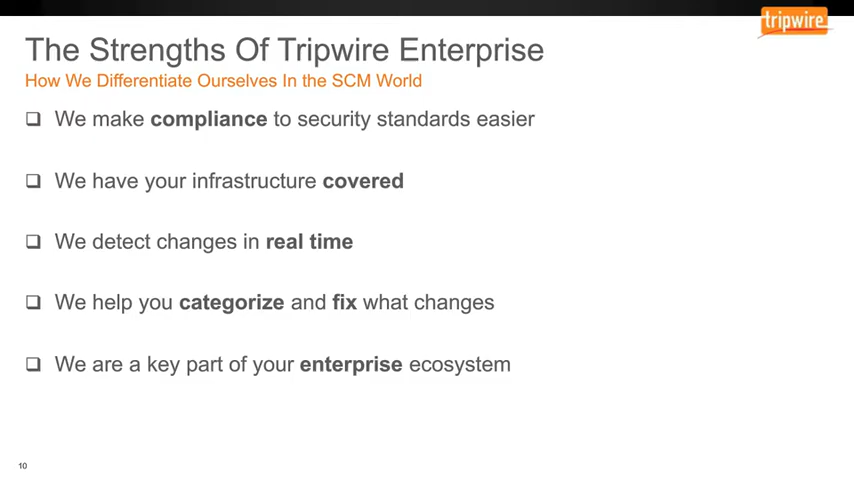 tripwire
The Strengths Of Tripwire Enterprise
How We Differentiate Ourselves In the SCM World
We make compliance to security standards easier
We have your infrastructure covered
We detect changes in real time
We help you categorize and fix what changes
We are a key part of your enterprise ecosystem
10